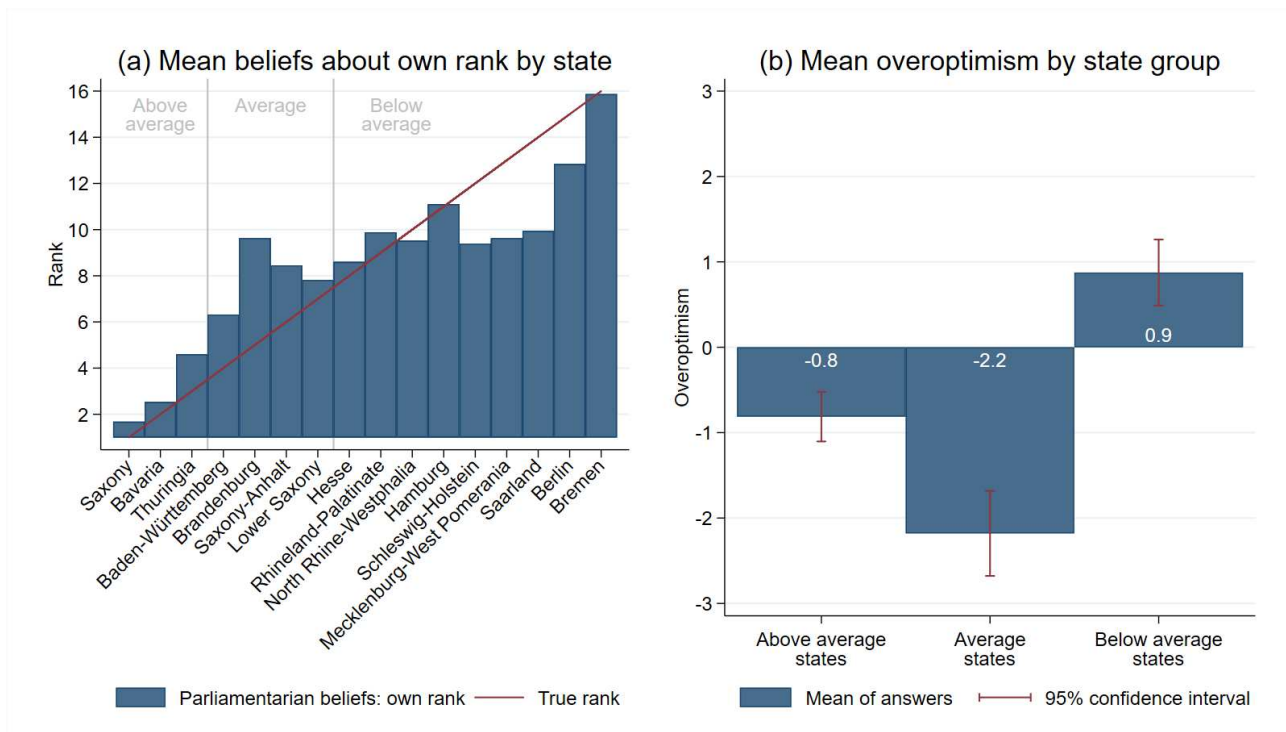 (a) Mean beliefs about own rank by state
Above
average
Average
Below
average
16
14
12
10
8
6
4
2
Rank
Saxony
Bavaria
Thuringia
Baden-Württemberg
Brandenburg
Saxony-Anhalt
Lower Saxony
Hesse
Rhineland-Palatinate
North Rhine-Westphalia
Hamburg
Schleswig-Holstein
Mecklenburg-West Pomerania
Saarland
Berlin
Bremen
Parliamentarian beliefs: own rank
True rank
(b) Mean overoptimism by state group
3
2
1
0
-1
-2
-3
Overoptimism
-0.8
-2.2
0.9
Above average
states
Average
states
Below average
states
Mean of answers
95% confidence interval